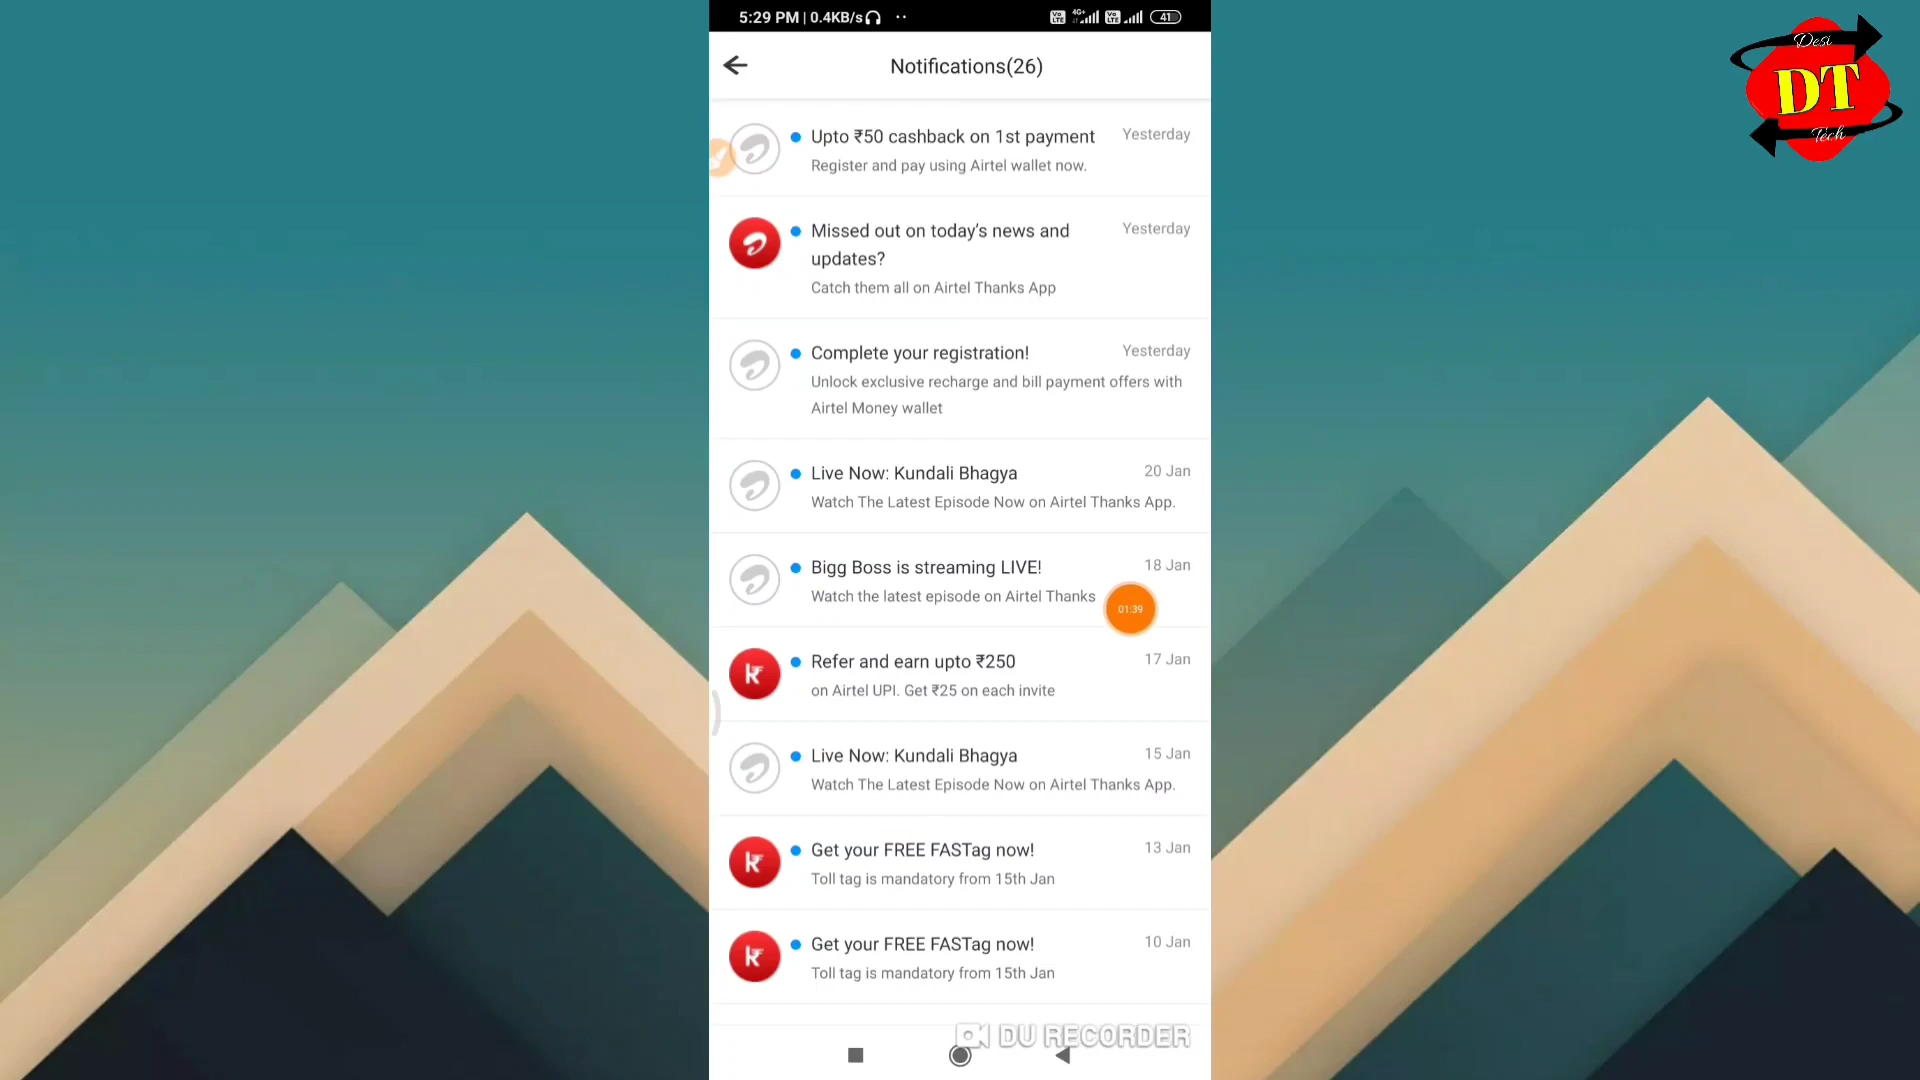 5:29 PM | 0.4KB/s
Vo LTE 4G+ Vo LTE 41
Desi
DT
Tech
Notifications(26)
Upto ₹50 cashback on 1st payment Yesterday
Register and pay using Airtel wallet now.
Missed out on today's news and Yesterday
updates?
Catch them all on Airtel Thanks App
Complete your registration! Yesterday
Unlock exclusive recharge and bill payment offers with
Airtel Money wallet
Live Now: Kundali Bhagya 20 Jan
Watch The Latest Episode Now on Airtel Thanks App.
Bigg Boss is streaming LIVE! 18 Jan
Watch the latest episode on Airtel Thanks
01:39
Refer and earn upto ₹250 17 Jan
on Airtel UPI. Get ₹25 on each invite
Live Now: Kundali Bhagya 15 Jan
Watch The Latest Episode Now on Airtel Thanks App.
Get your FREE FASTag now! 13 Jan
Toll tag is mandatory from 15th Jan
Get your FREE FASTag now! 10 Jan
Toll tag is mandatory from 15th Jan
DU RECORDER